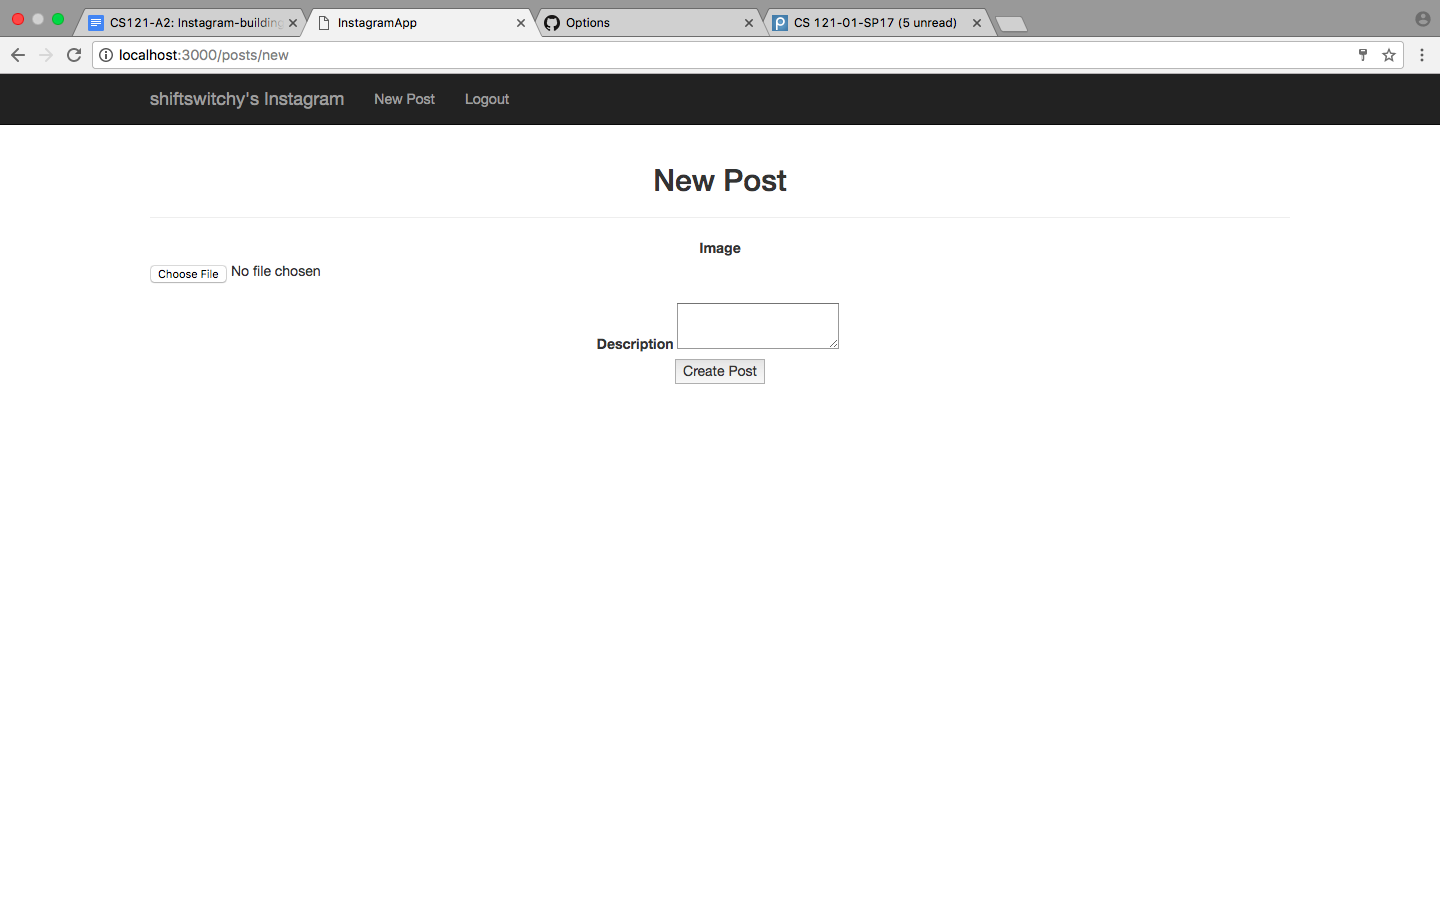 CS121-A2: Instagram-building
InstagramApp
Options
CS 121-01-SP17 (5 unread)
localhost:3000/posts/new
shiftswitchy's Instagram
New Post
Logout
New Post
Image
Choose File No file chosen
Description
Create Post